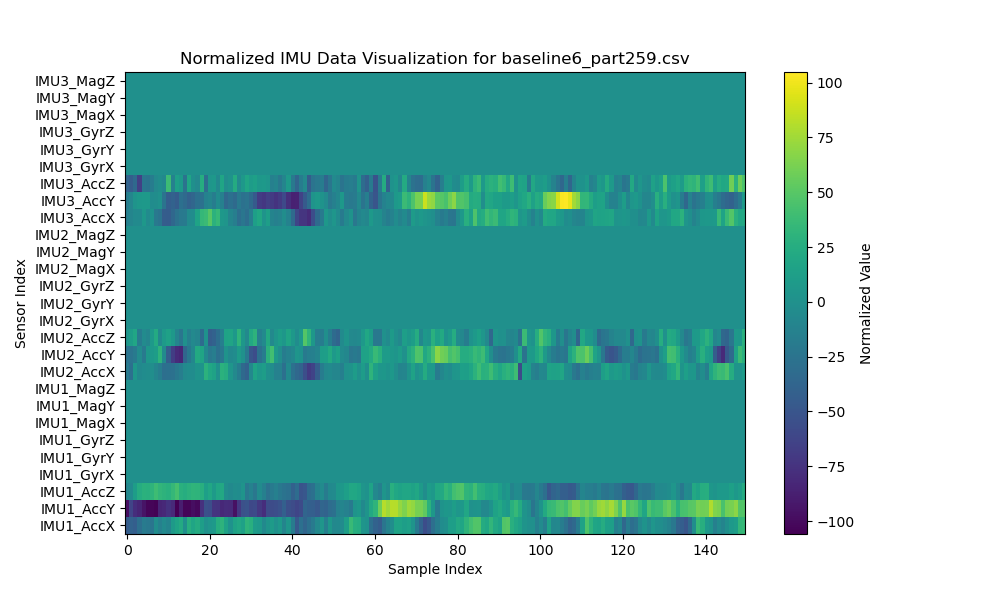 Normalized IMU Data Visualization for baseline6_part259.csv
Sensor Index
IMU3_MagZ
IMU3_MagY
IMU3_MagX
IMU3_GyrZ
IMU3_GyrY
IMU3_GyrX
IMU3_AccZ
IMU3_AccY
IMU3_AccX
IMU2_MagZ
IMU2_MagY
IMU2_MagX
IMU2_GyrZ
IMU2_GyrY
IMU2_GyrX
IMU2_AccZ
IMU2_AccY
IMU2_AccX
IMU1_MagZ
IMU1_MagY
IMU1_MagX
IMU1_GyrZ
IMU1_GyrY
IMU1_GyrX
IMU1_AccZ
IMU1_AccY
IMU1_AccX
0 20 40 60 80 100 120 140
Sample Index
100
75
50
25
0
−25
−50
−75
−100
Normalized Value